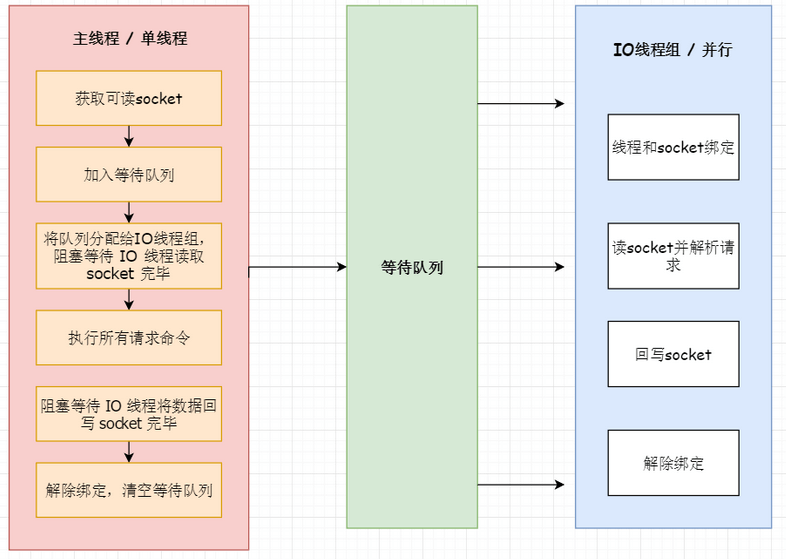 主线程 / 单线程
获取可读socket
加入等待队列
将队列分配给IO线程组，
阻塞等待 IO 线程读取
socket 完毕
执行所有请求命令
阻塞等待 IO 线程将数据回
写 socket 完毕
解除绑定，清空等待队列
等待队列
IO线程组 / 并行
线程和socket绑定
读socket并解析请
求
回写socket
解除绑定